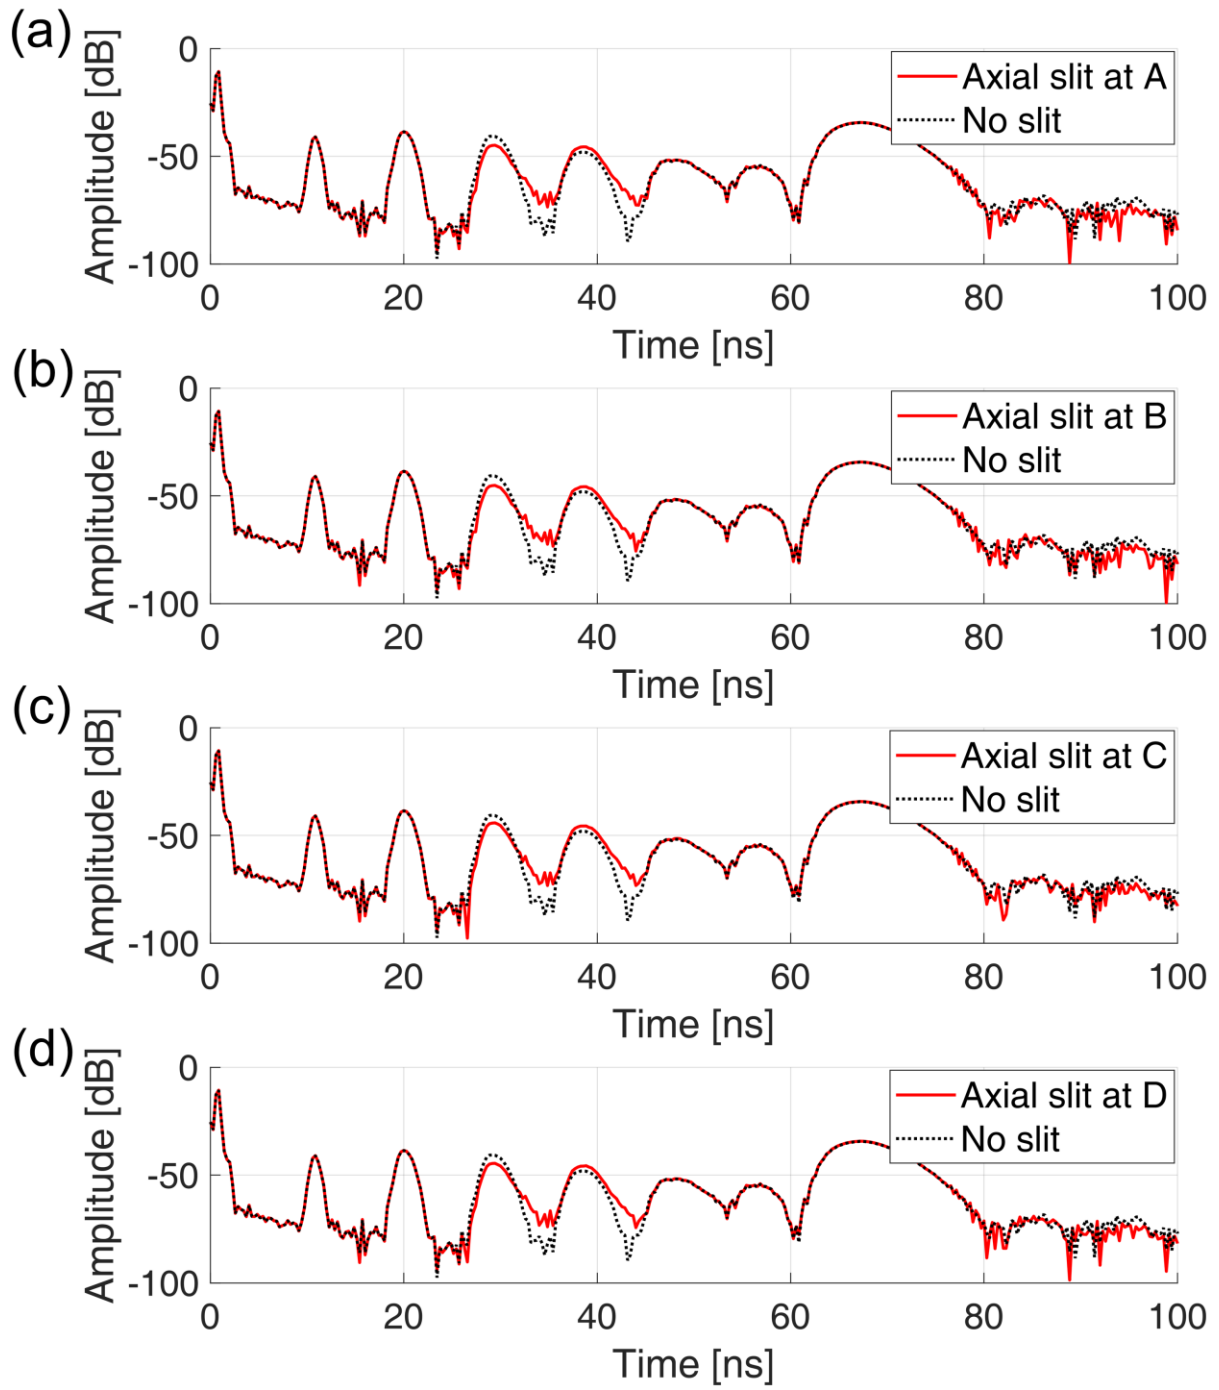 (a)
Amplitude [dB]
0
-50
-100
Axial slit at A
No slit
0 20 40 60 80 100
Time [ns]
(b)
Amplitude [dB]
0
-50
-100
Axial slit at B
No slit
0 20 40 60 80 100
Time [ns]
(c)
Amplitude [dB]
0
-50
-100
Axial slit at C
No slit
0 20 40 60 80 100
Time [ns]
(d)
Amplitude [dB]
0
-50
-100
Axial slit at D
No slit
0 20 40 60 80 100
Time [ns]